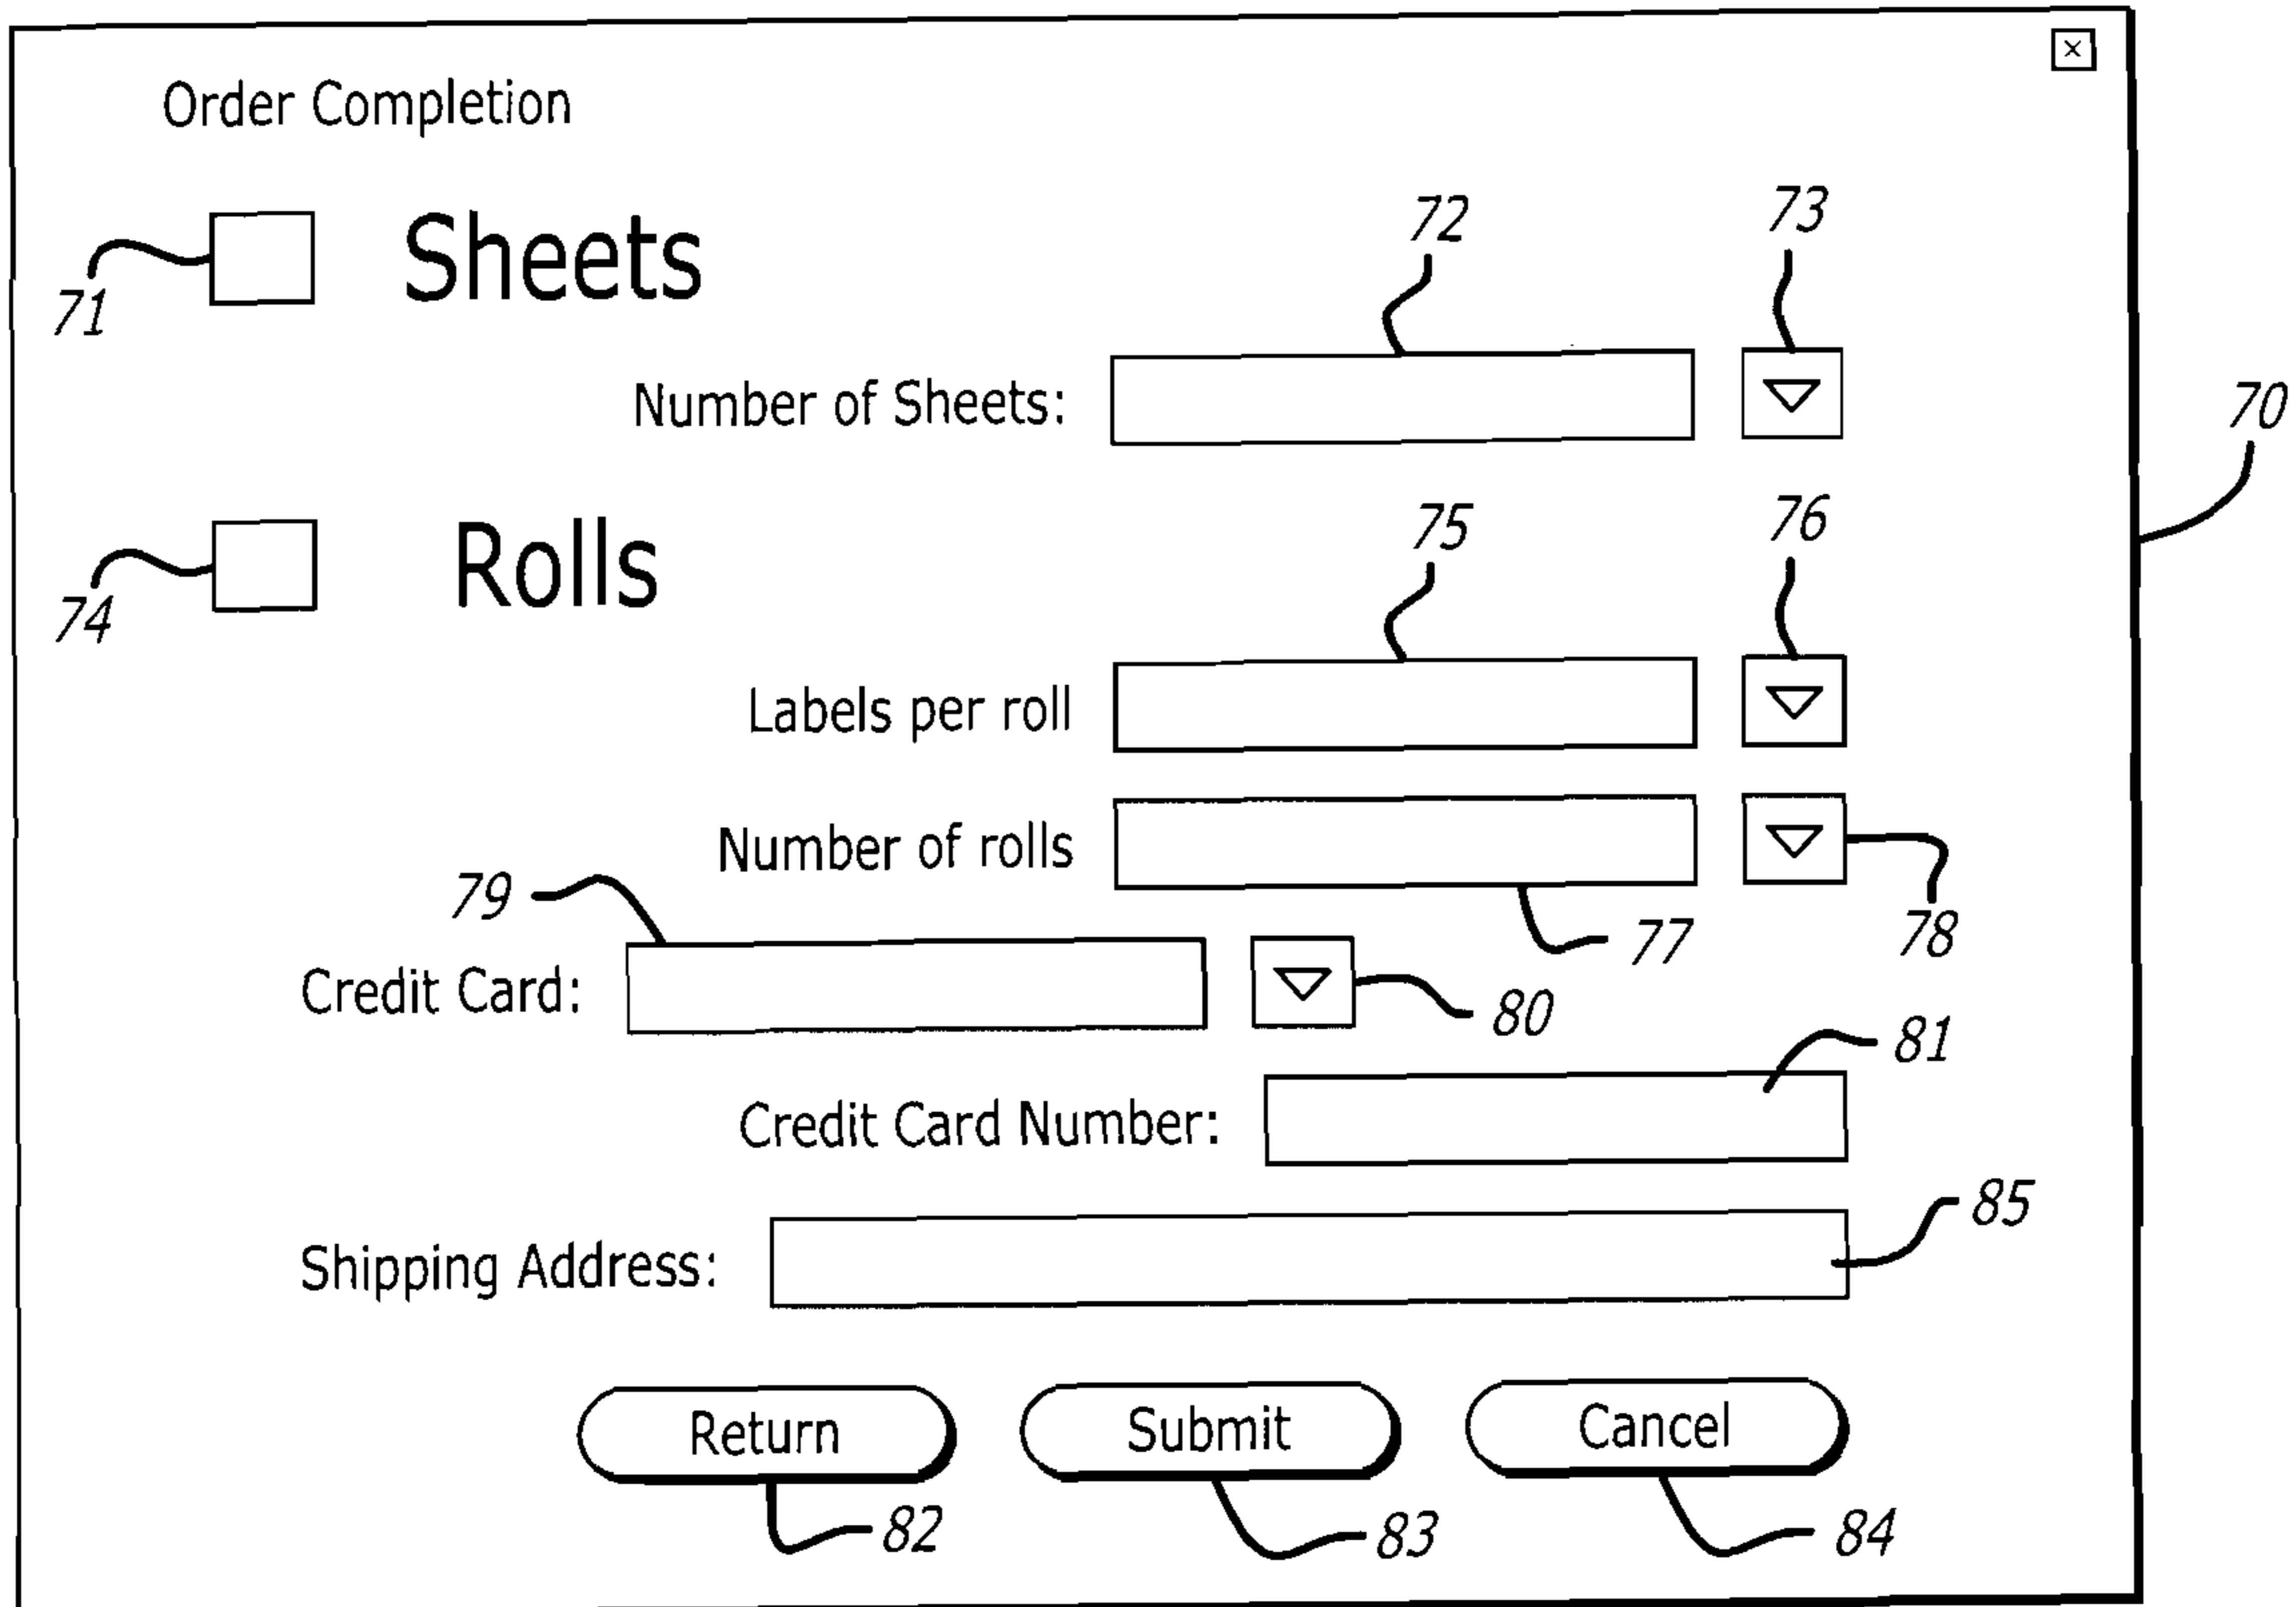 ×
Order Completion
72 73
Sheets
71
Number of Sheets:
70
75 76
Rolls
74
Labels per roll
Number of rolls
79
77 78
Credit Card:
80
81
Credit Card Number:
85
Shipping Address:
Return Submit Cancel
82 83 84